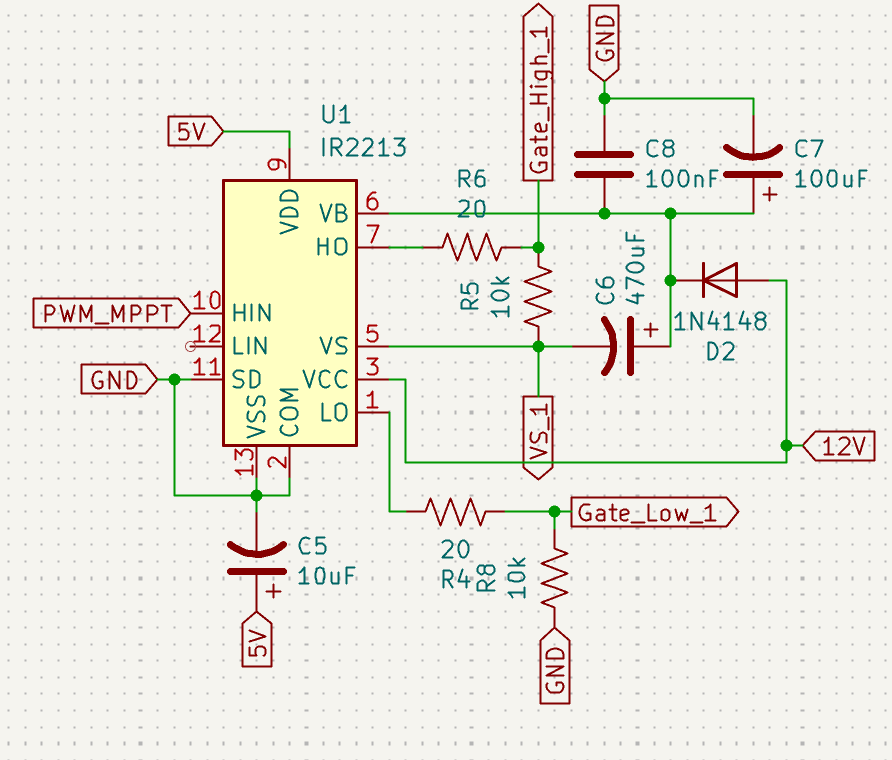 Gate_High_1
GND
5V
U1
IR2213
C8
100nF
C7
100uF
+
R6
20
9
VDD
VB
6
HO
7
R5
10k
C6
470uF
+
1N4148
D2
PWM_MPPT
10
HIN
12
LIN
11
SD
GND
VS
5
VCC
3
LO
1
VSS
COM
13
2
VS_1
12V
Gate_Low_1
20
R4
R8
10k
C5
10uF
+
5V
GND